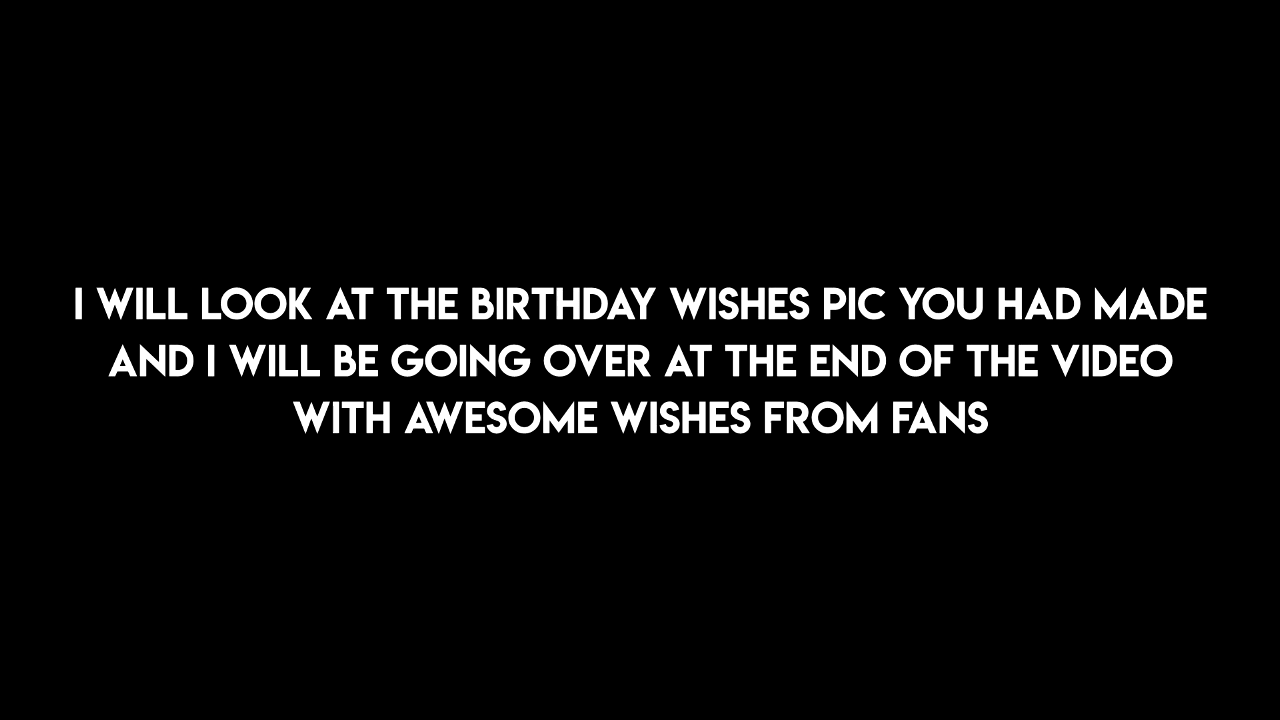 I WILL LOOK AT THE BIRTHDAY WISHES PIC YOU HAD MADE
AND I WILL BE GOING OVER AT THE END OF THE VIDEO
WITH AWESOME WISHES FROM FANS